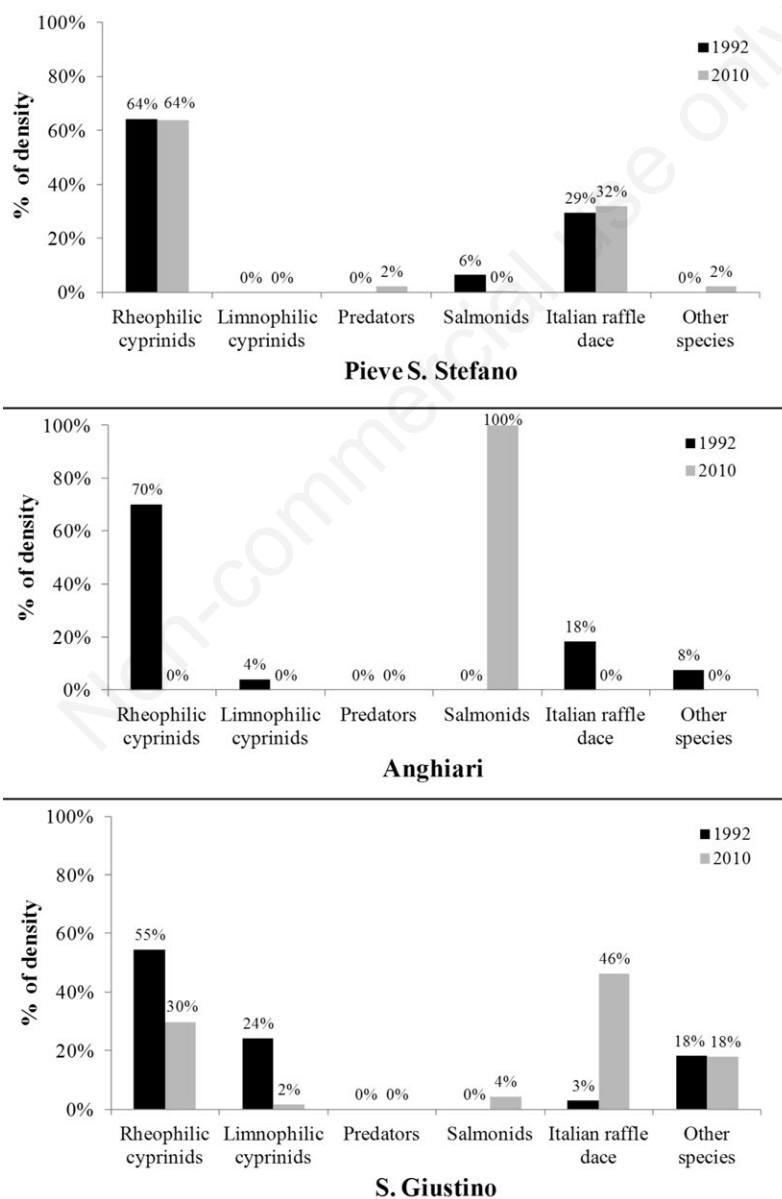 100%
80%
60%
40%
20%
0%
% of density
1992
2010
64% 64%
0% 0%
0% 2%
6% 0%
29% 32%
0% 2%
Rheophilic cyprinids
Limnophilic cyprinids
Predators
Salmonids
Italian raffle dace
Other species
Pieve S. Stefano
100%
80%
60%
40%
20%
0%
% of density
1992
2010
70% 0%
4% 0%
0% 0%
0% 100%
18% 0%
8% 0%
Rheophilic cyprinids
Limnophilic cyprinids
Predators
Salmonids
Italian raffle dace
Other species
Anghiari
100%
80%
60%
40%
20%
0%
% of density
1992
2010
55% 30%
24% 2%
0% 0%
0% 4%
3% 46%
18% 18%
Rheophilic cyprinids
Limnophilic cyprinids
Predators
Salmonids
Italian raffle dace
Other species
S. Giustino
Non-commercial use only